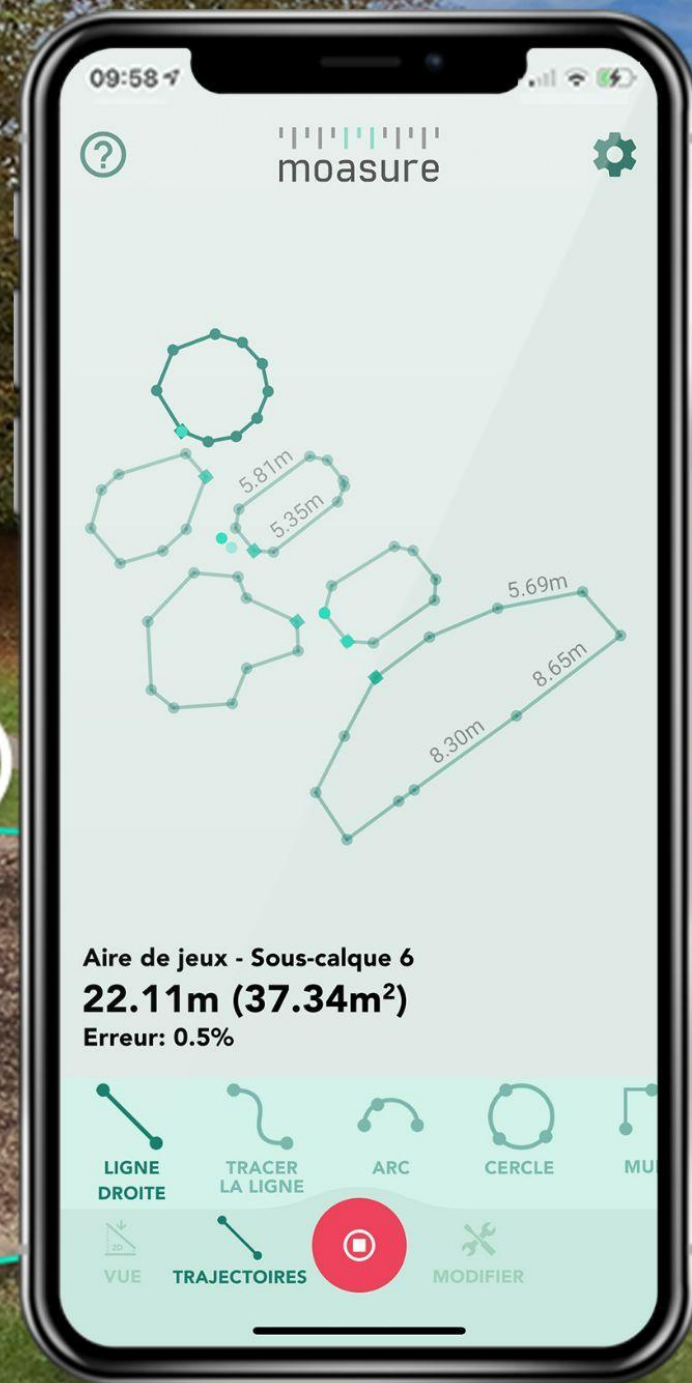 09:58
moasure
5.81m
5.35m
5.69m
8.65m
8.30m
Aire de jeux - Sous-calque 6
22.11m (37.34m²)
Erreur: 0.5%
LIGNE
DROITE
TRACER
LA LIGNE
ARC
CERCLE
2D
VUE
TRAJECTOIRES
MODIFIER